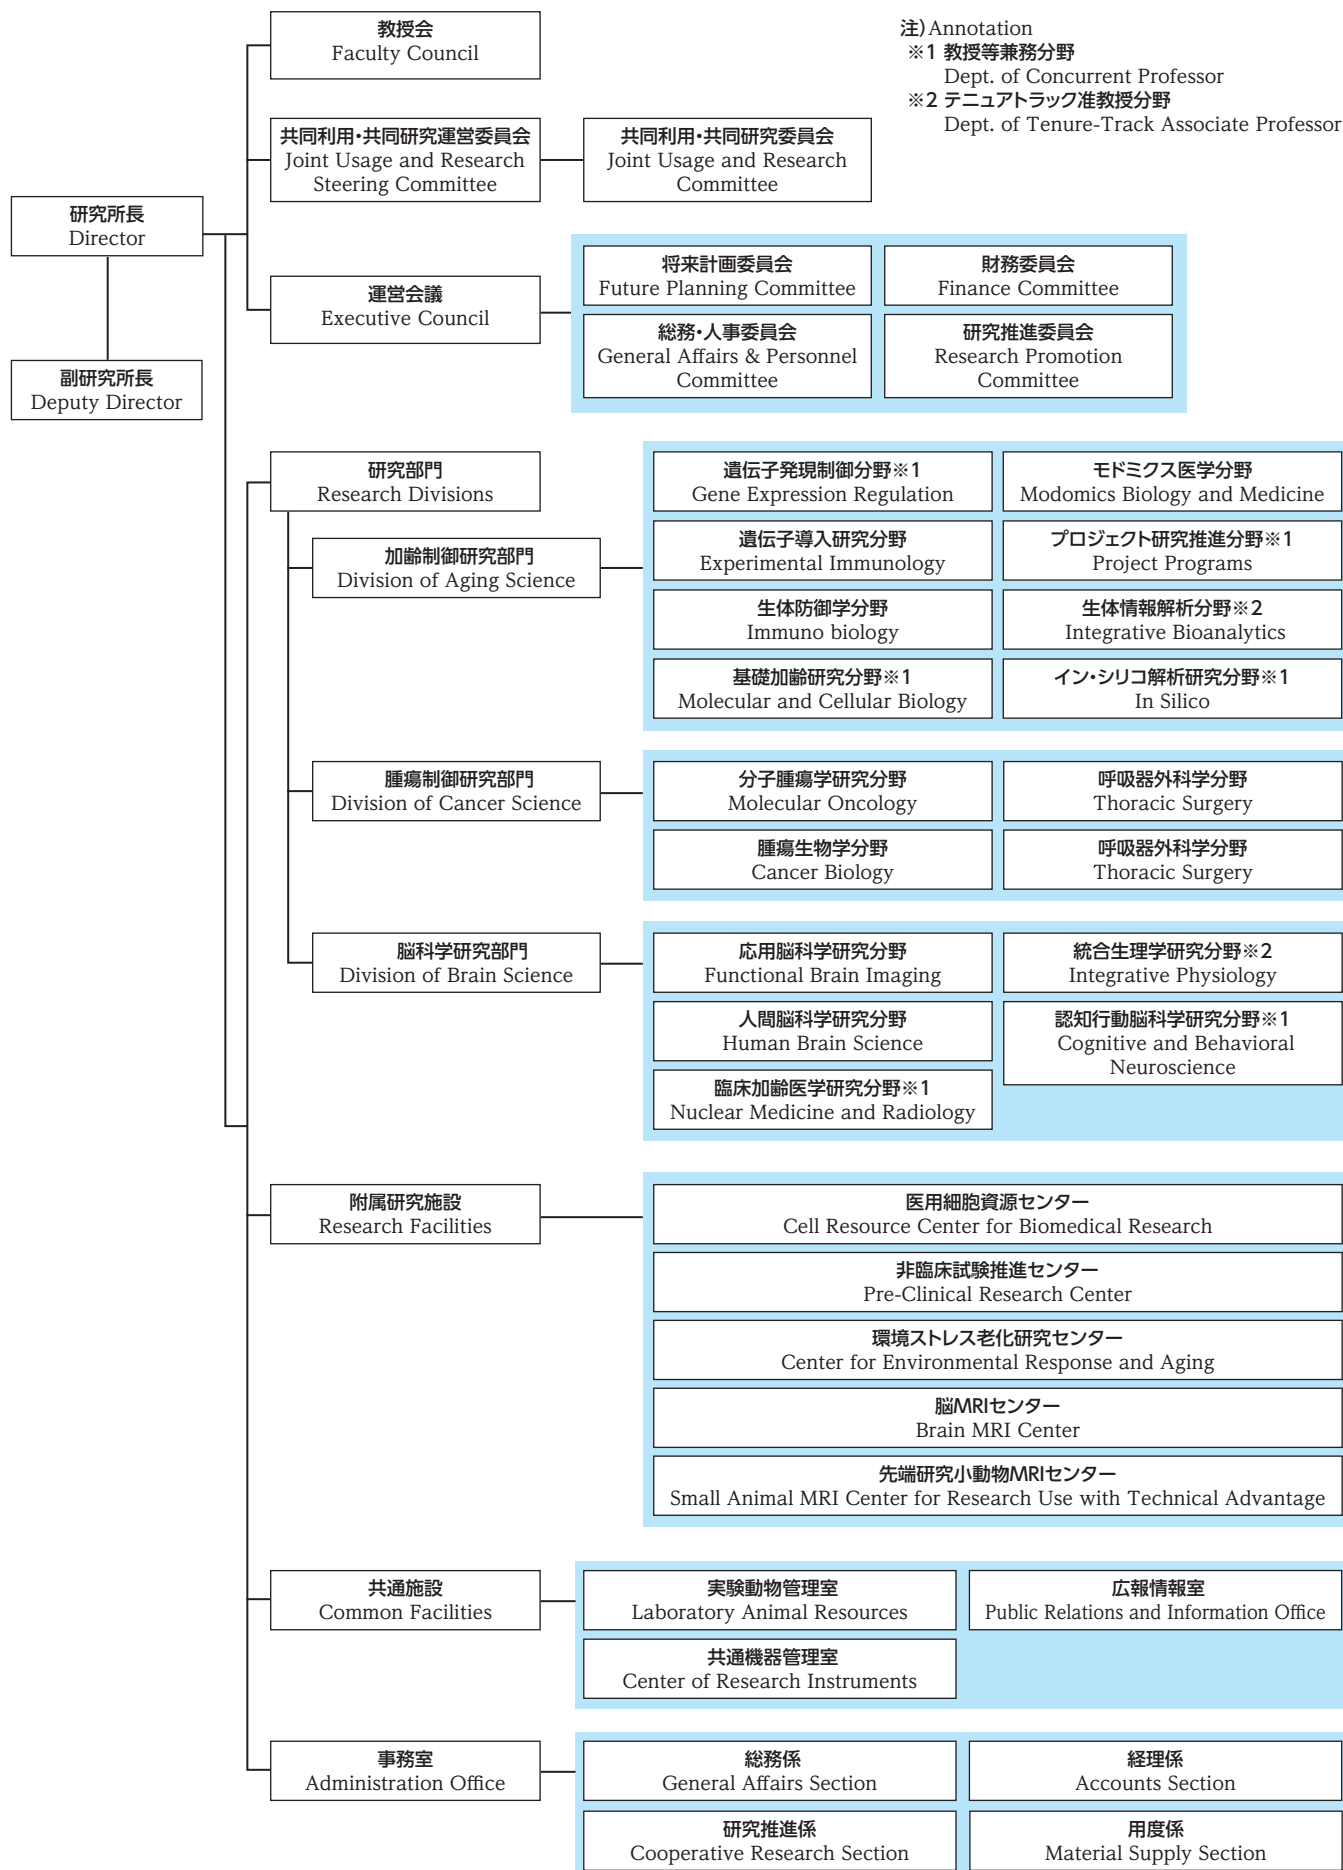 教授会
Faculty Council
注)Annotation
※1 教授等兼務分野
Dept. of Concurrent Professor
※2 テニュアトラック准教授分野
Dept. of Tenure-Track Associate Professor
共同利用・共同研究運営委員会
Joint Usage and Research
Steering Committee
共同利用・共同研究委員会
Joint Usage and Research
Committee
研究所長
Director
副研究所長
Deputy Director
運営会議
Executive Council
将来計画委員会
Future Planning Committee
財務委員会
Finance Committee
総務・人事委員会
General Affairs & Personnel
Committee
研究推進委員会
Research Promotion
Committee
研究部門
Research Divisions
加齢制御研究部門
Division of Aging Science
遺伝子発現制御分野※1
Gene Expression Regulation
モドミクス医学分野
Modomics Biology and Medicine
遺伝子導入研究分野
Experimental Immunology
プロジェクト研究推進分野※1
Project Programs
生体防御学分野
Immuno biology
生体情報解析分野※2
Integrative Bioanalytics
基礎加齢研究分野※1
Molecular and Cellular Biology
イン・シリコ解析研究分野※1
In Silico
腫瘍制御研究部門
Division of Cancer Science
分子腫瘍学研究分野
Molecular Oncology
呼吸器外科学分野
Thoracic Surgery
腫瘍生物学分野
Cancer Biology
呼吸器外科学分野
Thoracic Surgery
脳科学研究部門
Division of Brain Science
応用脳科学研究分野
Functional Brain Imaging
統合生理学研究分野※2
Integrative Physiology
人間脳科学研究分野
Human Brain Science
認知行動脳科学研究分野※1
Cognitive and Behavioral
Neuroscience
臨床加齢医学研究分野※1
Nuclear Medicine and Radiology
附属研究施設
Research Facilities
医用細胞資源センター
Cell Resource Center for Biomedical Research
非臨床試験推進センター
Pre-Clinical Research Center
環境ストレス老化研究センター
Center for Environmental Response and Aging
脳MRIセンター
Brain MRI Center
先端研究小動物MRIセンター
Small Animal MRI Center for Research Use with Technical Advantage
共通施設
Common Facilities
実験動物管理室
Laboratory Animal Resources
広報情報室
Public Relations and Information Office
共通機器管理室
Center of Research Instruments
事務室
Administration Office
総務係
General Affairs Section
経理係
Accounts Section
研究推進係
Cooperative Research Section
用度係
Material Supply Section